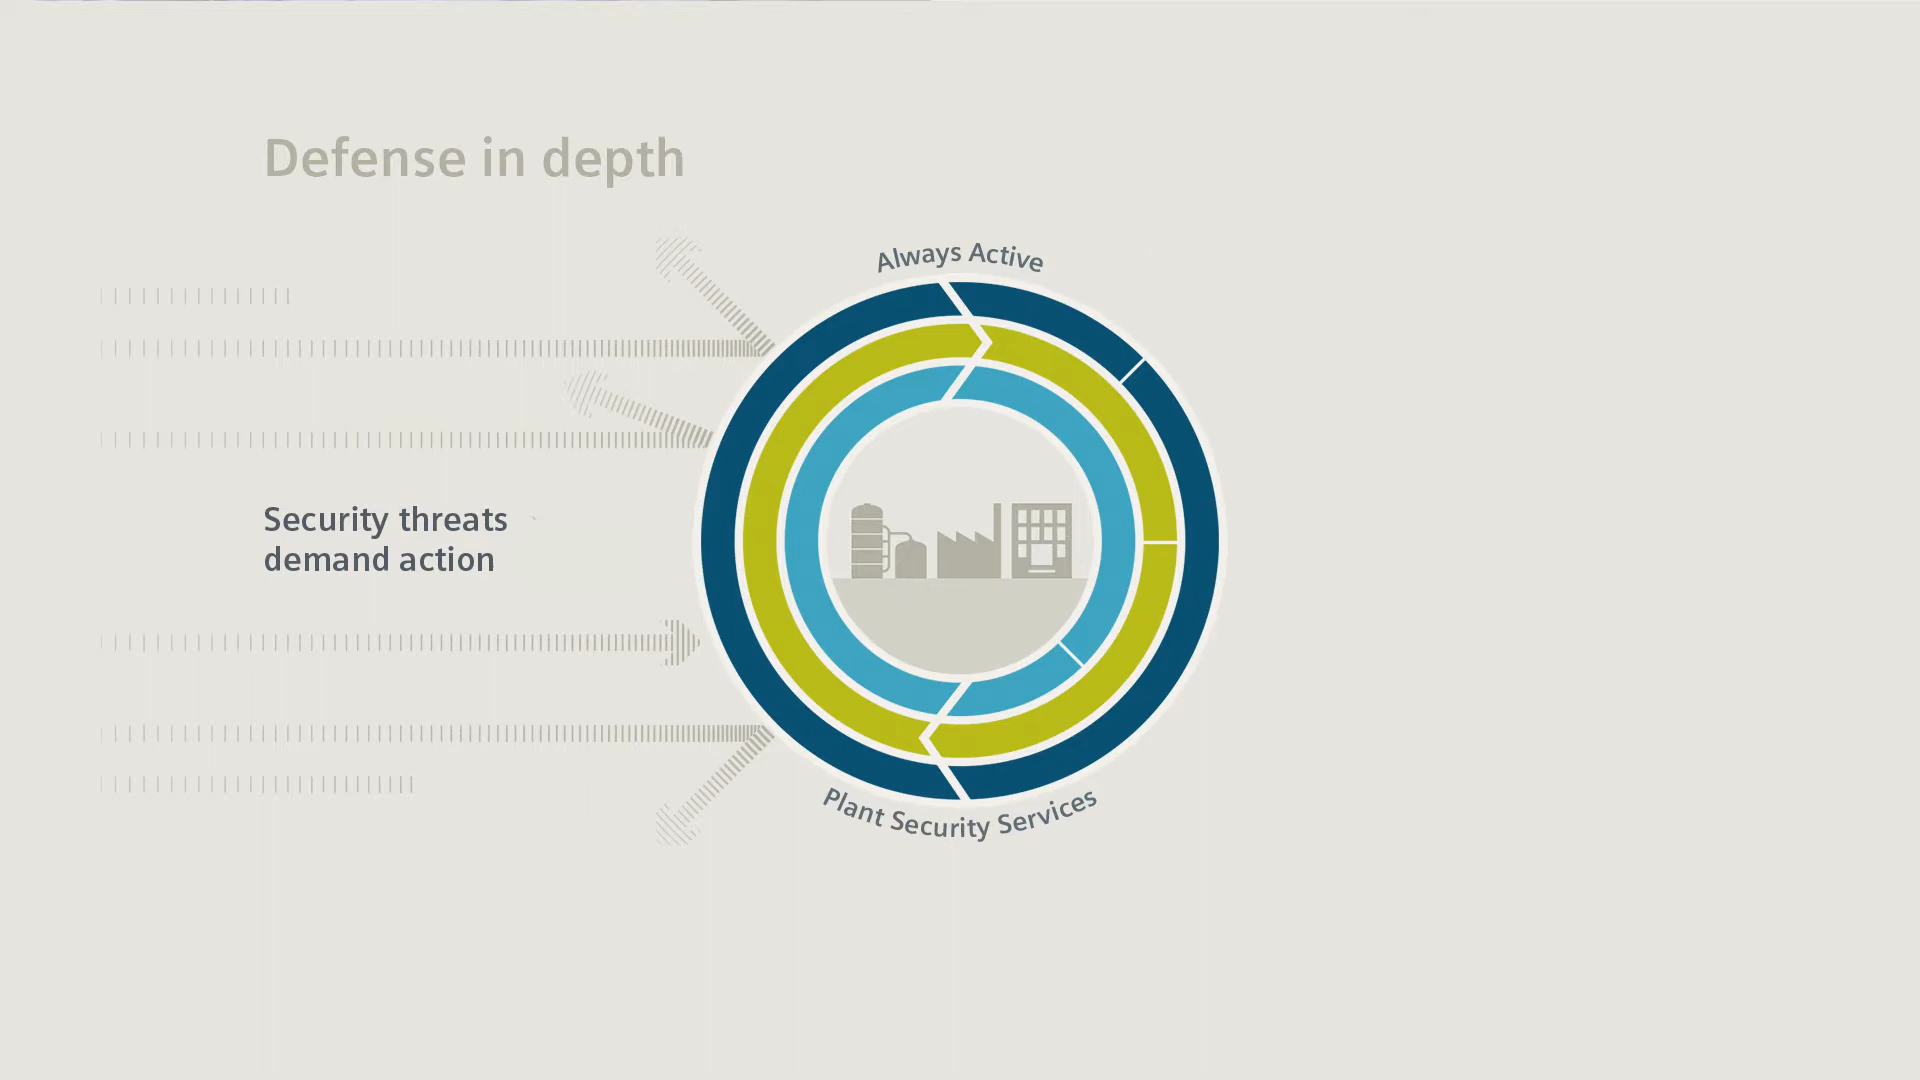 Defense in depth
Always Active
Security threats
demand action
Plant Security Services